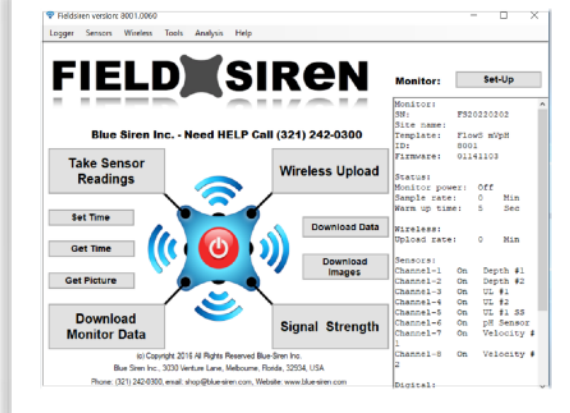 Fieldsiren version: 8001.0060
Logger Sensors Wireless Tools Analysis Help
FIELD SIReN
Monitor:
Set-Up
Blue Siren Inc. - Need HELP Call (321) 242-0300
Take Sensor
Readings
Wireless Upload
Set Time
Download Data
Get Time
Download
Images
Get Picture
Download
Monitor Data
Signal Strength
(c) Copyright 2016 All Rights Reserved Blue-Siren Inc.
Blue Siren Inc., 3030 Venture Lane, Melbourne, Florida, 32934, USA
Phone: (321) 242-0300, email: shop@blue-siren.com, Website: www.blue-siren.com
Monitor:
SN: FS20220202
Site name:
Template: FlowS mVpH
ID: 8001
Firmware: 01141103
Status:
Monitor power: Off
Sample rate: 0 Min
Warm up time: 5 Sec
Wireless:
Upload rate: 0 Min
Sensors:
Channel-1 On Depth #1
Channel-2 On Depth #2
Channel-3 On UL #1
Channel-4 On UL #2
Channel-5 On UL #1 SS
Channel-6 On pH Sensor
Channel-7 On Velocity #
1
Channel-8 On Velocity #
2
Digital: